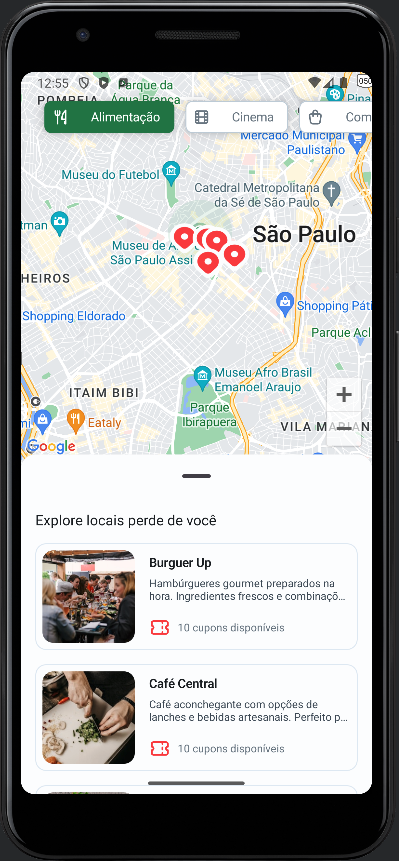 12:55
Parque da
Água Branca
POMPEIA
Pina
Alimentação
Cinema
Com
Mercado Municipal
Paulistano
Museu do Futebol
Catedral Metropolitana
da Sé de São Paulo
tman
São Paulo
Museu de A
São Paulo Assi
HEIROS
Shopping Eldorado
Shopping Páti
Parque Acl
Museu Afro Brasil
Emanoel Araujo
ITAIM BIBI
Parque
Ibirapuera
Eataly
VILA MARIAN
Google
Explore locais perde de você
Burguer Up
Hambúrgueres gourmet preparados na
hora. Ingredientes frescos e combinaçõ...
10 cupons disponíveis
Café Central
Café aconchegante com opções de
lanches e bebidas artesanais. Perfeito p...
10 cupons disponíveis